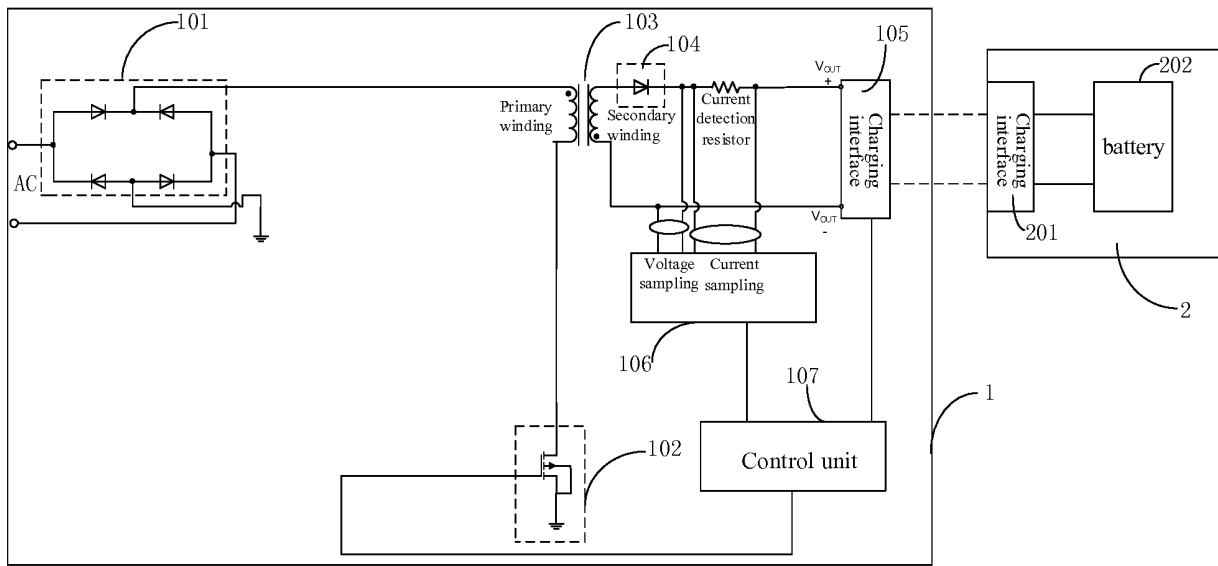 101
103
104
105
202
V_OUT
+
Primary
winding
Secondary
winding
Current
detection
resistor
Charging
interface
Charging
interface
battery
AC
V_OUT
-
201
Voltage
sampling
Current
sampling
2
106
107
1
102
Control unit